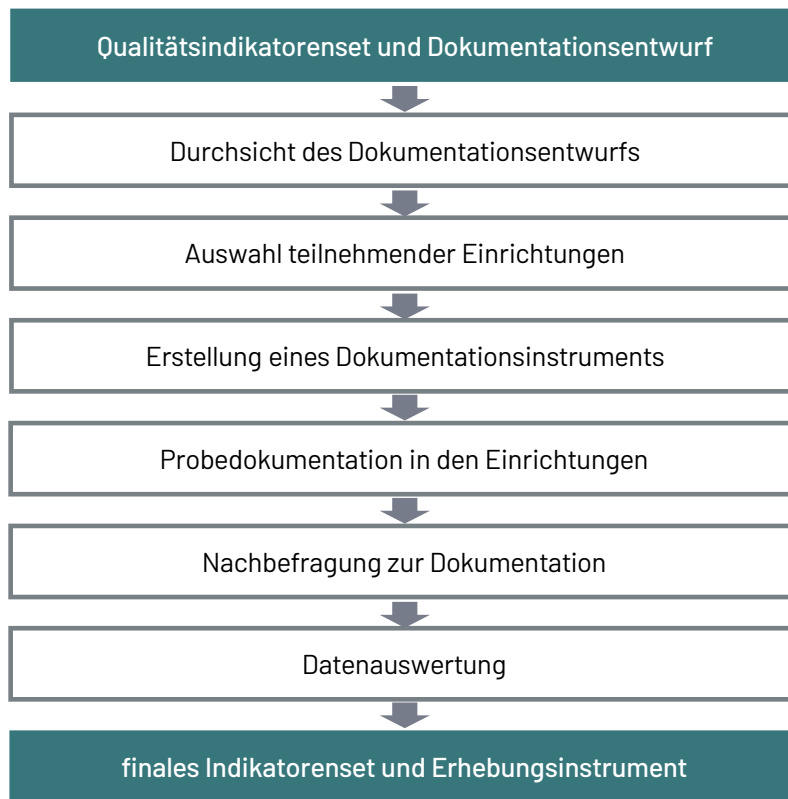 Qualitätsindikatorenset und Dokumentationsentwurf
Durchsicht des Dokumentationsentwurfs
Auswahl teilnehmender Einrichtungen
Erstellung eines Dokumentationsinstruments
Probedokumentation in den Einrichtungen
Nachbefragung zur Dokumentation
Datenauswertung
finales Indikatorenset und Erhebungsinstrument